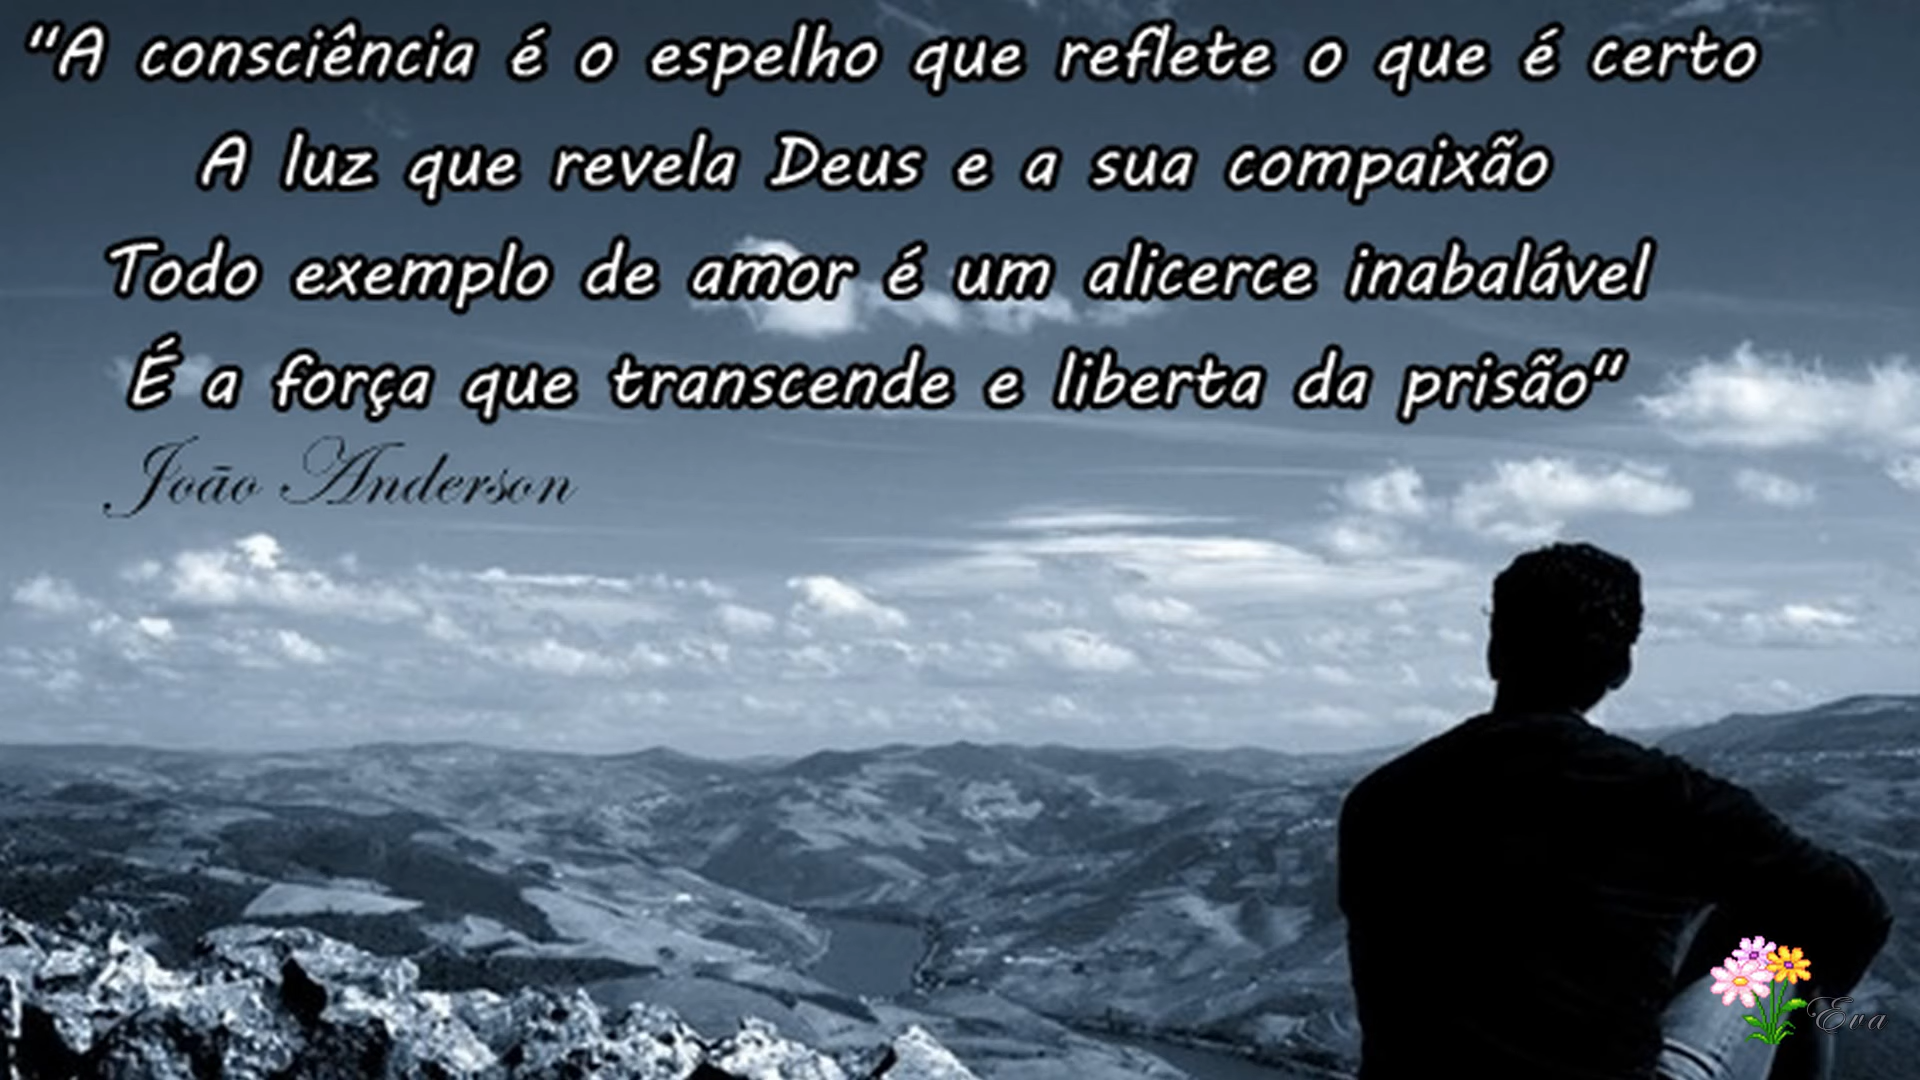 “A consciência é o espelho que reflete o que é certo
A luz que revela Deus e a sua compaixão
Todo exemplo de amor é um alicerce inabalável
É a força que transcende e liberta da prisão“
João Anderson
Eva